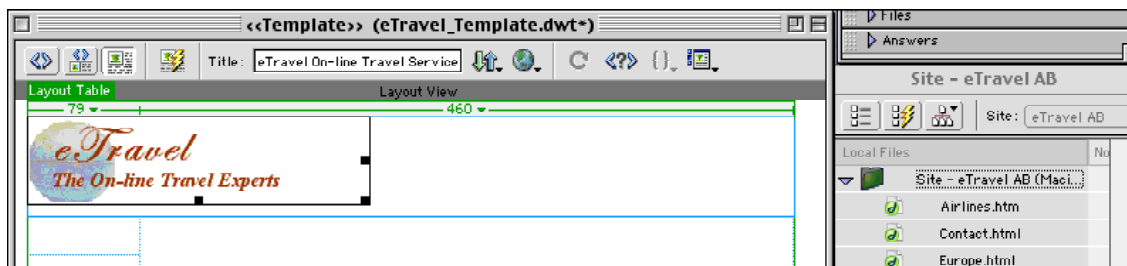 <<Template>> (eTravel_Template.dwt*)
Title: eTravel On-line Travel Service
Layout Table
Layout View
79
460
eTravel
The On-line Travel Experts
Files
Answers
Site - eTravel AB
Site: eTravel AB
Local Files
No
Site - eTravel AB (Maci...)
Airlines.htm
Contact.html
Europe.html